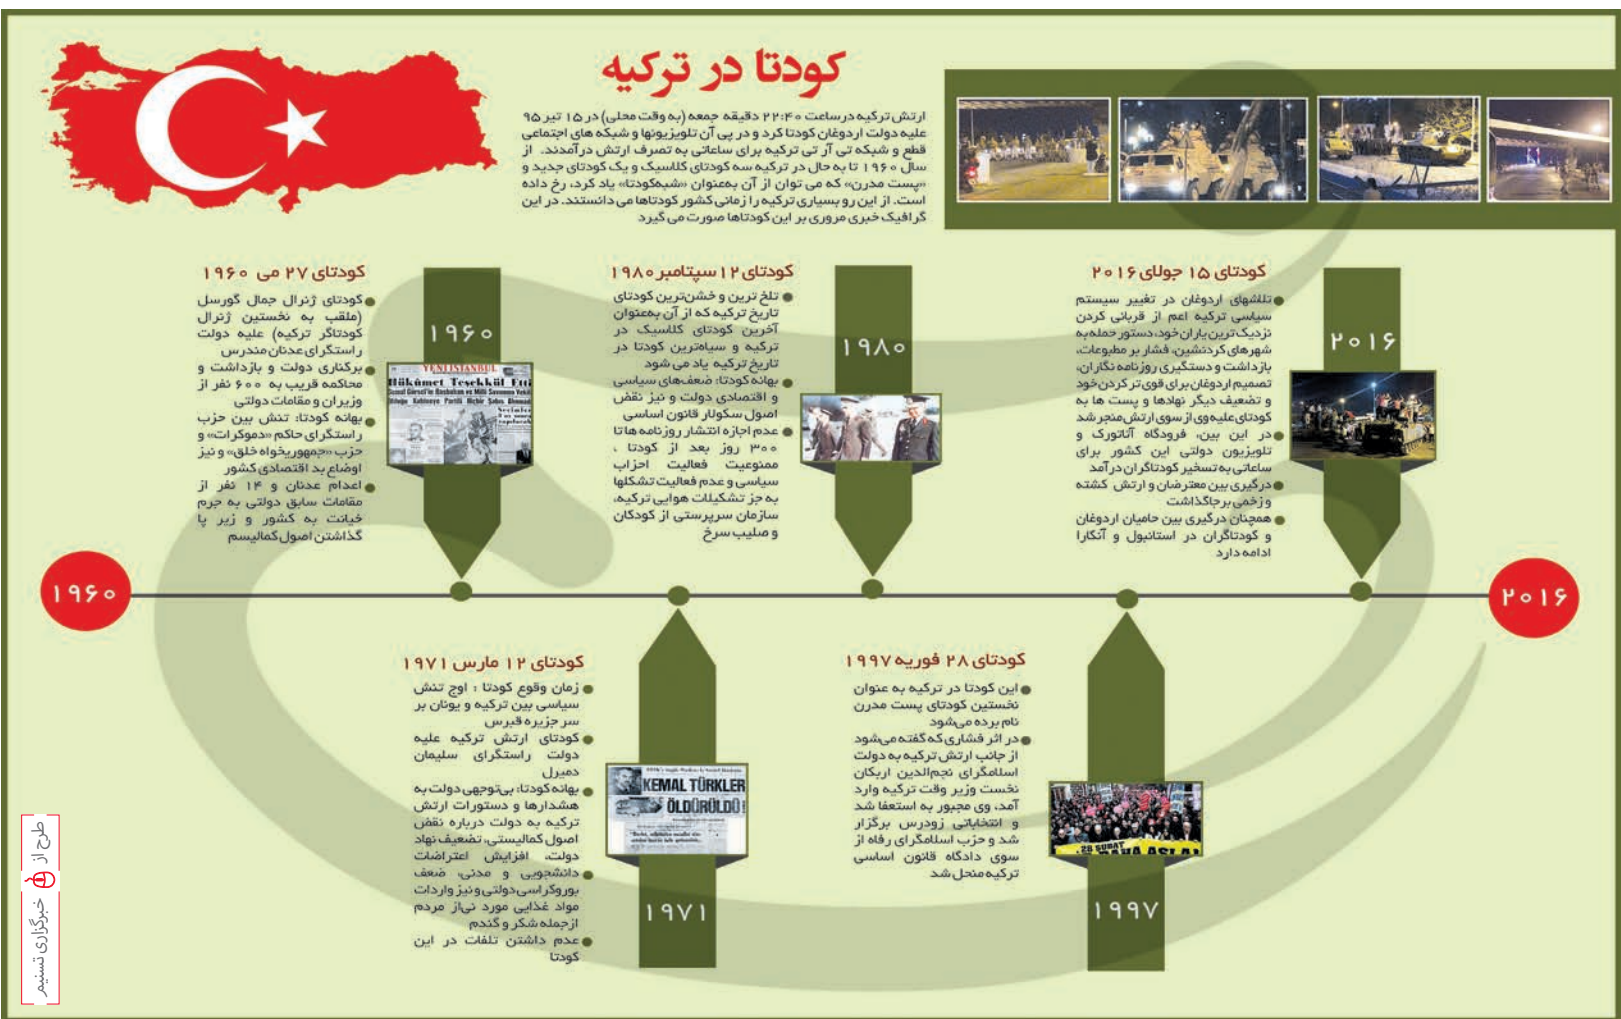 کودتا در ترکیه
ارتش ترکیه درساعت ۲۲:۴۰ دقیقه جمعه (به وقت محلی) در ۱۵ تیر ۹۵
علیه دولت اردوغان کودتا کرد و در پی آن تلویزیونها و شبکه های اجتماعی
قطع و شبکه تی آر تی ترکیه برای ساعاتی به تصرف ارتش درآمدند. از
سال ۱۹۶۰ تا به حال در ترکیه سه کودتای کلاسیک و یک کودتای جدید و
«پست مدرن» که می توان از آن به‌عنوان «شبه‌کودتا» یاد کرد، رخ داده
است. از این رو بسیاری ترکیه را زمانی کشور کودتاها می دانستند. در این
گرافیک خبری مروری بر این کودتاها صورت می گیرد
کودتای ۲۷ می ۱۹۶۰
کودتای ژنرال جمال گورسل
(ملقب به نخستین ژنرال
کودتاگر ترکیه) علیه دولت
راستگرای عدنان مندرس
برکناری دولت و بازداشت و
محاکمه قریب به ۶۰۰ نفر از
وزیران و مقامات دولتی
بهانه کودتا: تنش بین حزب
راستگرای حاکم «دموکرات» و
حزب «جمهوریخواه خلق» و نیز
اوضاع بد اقتصادی کشور
اعدام عدنان و ۱۴ نفر از
مقامات سابق دولتی به جرم
خیانت به کشور و زیر پا
گذاشتن اصول کمالیسم
۱۹۶۰
YENİ İSTANBUL
Hükûmet Teşekkül Etti
کودتای ۱۲ سپتامبر ۱۹۸۰
تلخ ترین و خشن‌ترین کودتای
تاریخ ترکیه که از آن به‌عنوان
آخرین کودتای کلاسیک در
ترکیه و سیاه‌ترین کودتا در
تاریخ ترکیه یاد می شود
بهانه کودتا: ضعف‌های سیاسی
و اقتصادی دولت و نیز نقض
اصول سکولار قانون اساسی
عدم اجازه انتشار روزنامه ها تا
۳۰۰ روز بعد از کودتا ،
ممنوعیت فعالیت احزاب
سیاسی و عدم فعالیت تشکلها
به جز تشکیلات هوایی ترکیه،
سازمان سرپرستی از کودکان
و صلیب سرخ
۱۹۸۰
کودتای ۱۵ جولای ۲۰۱۶
تلاشهای اردوغان در تغییر سیستم
سیاسی ترکیه اعم از قربانی کردن
نزدیک ترین یاران خود، دستور حمله به
شهرهای کردنشین، فشار بر مطبوعات،
بازداشت و دستگیری روزنامه نگاران،
تصمیم اردوغان برای قوی تر کردن خود
و تضعیف دیگر نهادها و پست ها به
کودتای علیه وی از سوی ارتش منجر شد
در این بین، فرودگاه آتاتورک و
تلویزیون دولتی این کشور برای
ساعاتی به تسخیر کودتاگران درآمد
درگیری بین معترضان و ارتش کشته
و زخمی برجاگذاشت
همچنان درگیری بین حامیان اردوغان
و کودتاگران در استانبول و آنکارا
ادامه دارد
۲۰۱۶
۱۹۶۰
۲۰۱۶
کودتای ۱۲ مارس ۱۹۷۱
زمان وقوع کودتا : اوج تنش
سیاسی بین ترکیه و یونان بر
سر جزیره قبرس
کودتای ارتش ترکیه علیه
دولت راستگرای سلیمان
دمیرل
بهانه کودتا: بی‌توجهی دولت به
هشدارها و دستورات ارتش
ترکیه به دولت درباره نقض
اصول کمالیستی، تضعیف نهاد
دولت، افزایش اعتراضات
دانشجویی و مدنی، ضعف
بوروکراسی دولتی و نیز واردات
مواد غذایی مورد نیاز مردم
ازجمله شکر و گندم
عدم داشتن تلفات در این
کودتا
KEMAL TÜRKLER
ÖLDÜRÜLDÜ
۱۹۷۱
کودتای ۲۸ فوریه ۱۹۹۷
این کودتا در ترکیه به عنوان
نخستین کودتای پست مدرن
نام برده می‌شود
در اثر فشاری که گفته می‌شود
از جانب ارتش ترکیه به دولت
اسلامگرای نجم‌الدین اربکان
نخست وزیر وقت ترکیه وارد
آمد، وی مجبور به استعفا شد
و انتخاباتی زودرس برگزار
شد و حزب اسلامگرای رفاه از
سوی دادگاه قانون اساسی
ترکیه منحل شد
28 ŞUBAT
۱۹۹۷
طرح از
خبرگزاری تسنیم